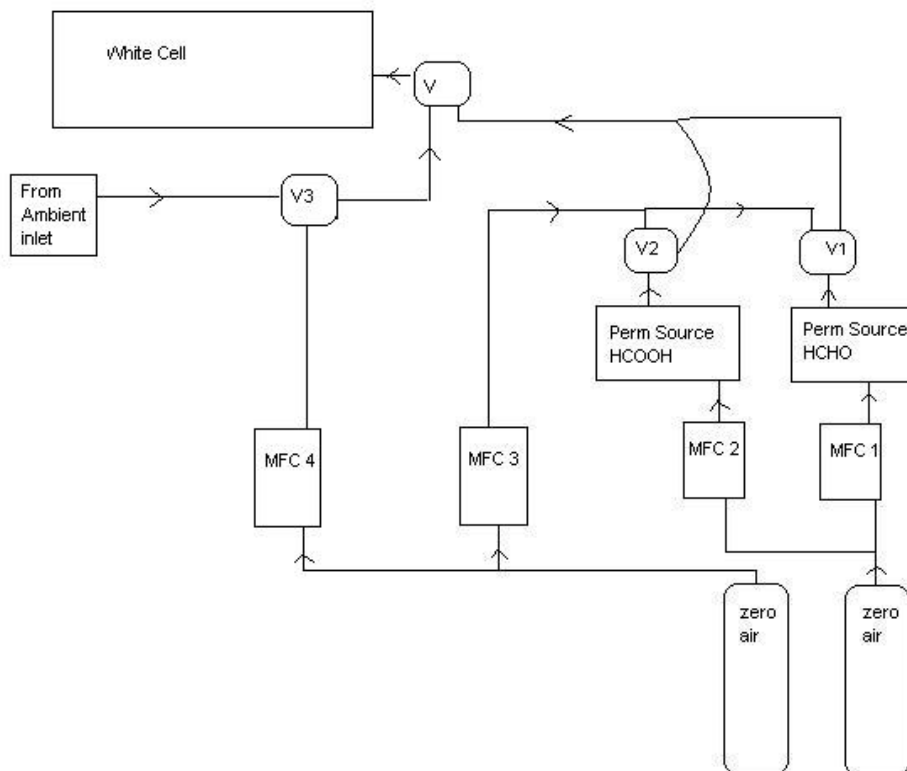 White Cell
V
From
Ambient
inlet
V3
V2
V1
Perm Source
HCOOH
Perm Source
HCHO
MFC 4
MFC 3
MFC 2
MFC 1
zero
air
zero
air